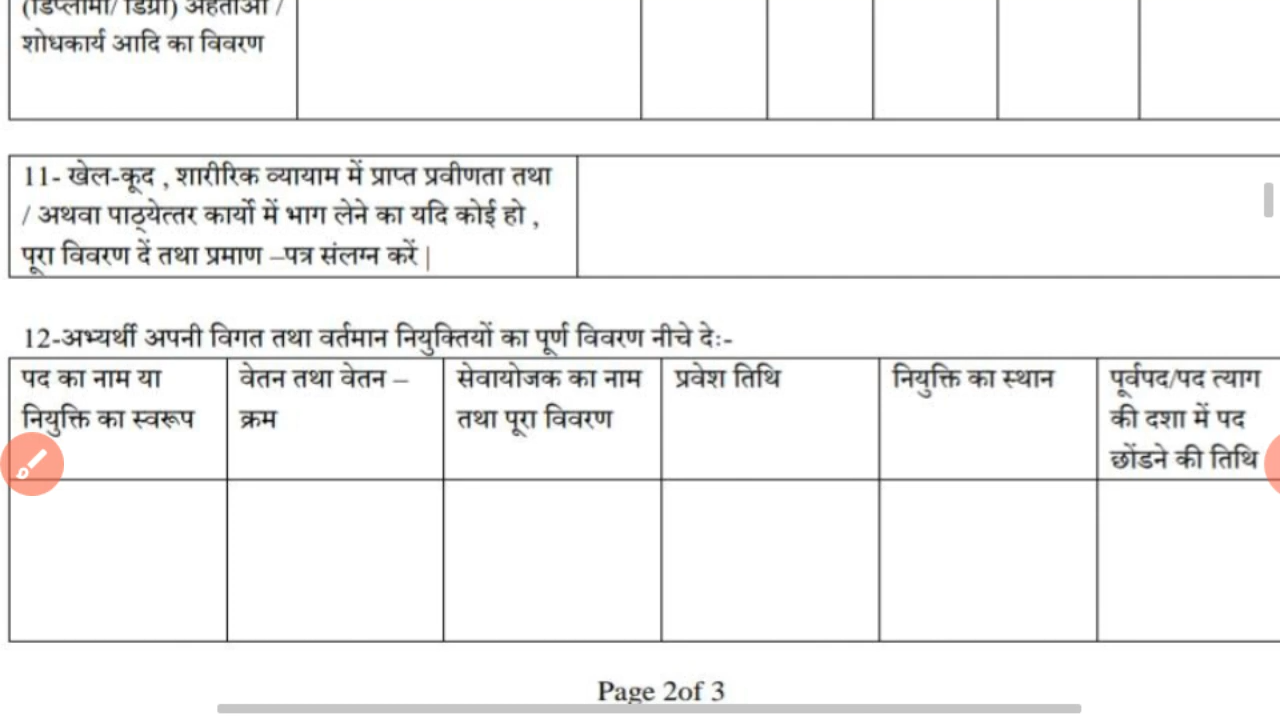 (डिप्लोमा/ डिग्री) अर्हताओं /
शोधकार्य आदि का विवरण
11- खेल-कूद , शारीरिक व्यायाम में प्राप्त प्रवीणता तथा
/ अथवा पाठ्येत्तर कार्यो में भाग लेने का यदि कोई हो ,
पूरा विवरण दें तथा प्रमाण –पत्र संलग्न करें |
12-अभ्यर्थी अपनी विगत तथा वर्तमान नियुक्तियों का पूर्ण विवरण नीचे देः-
पद का नाम या
नियुक्ति का स्वरूप
वेतन तथा वेतन –
क्रम
सेवायोजक का नाम
तथा पूरा विवरण
प्रवेश तिथि
नियुक्ति का स्थान
पूर्वपद/पद त्याग
की दशा में पद
छोंडने की तिथि
Page 2of 3